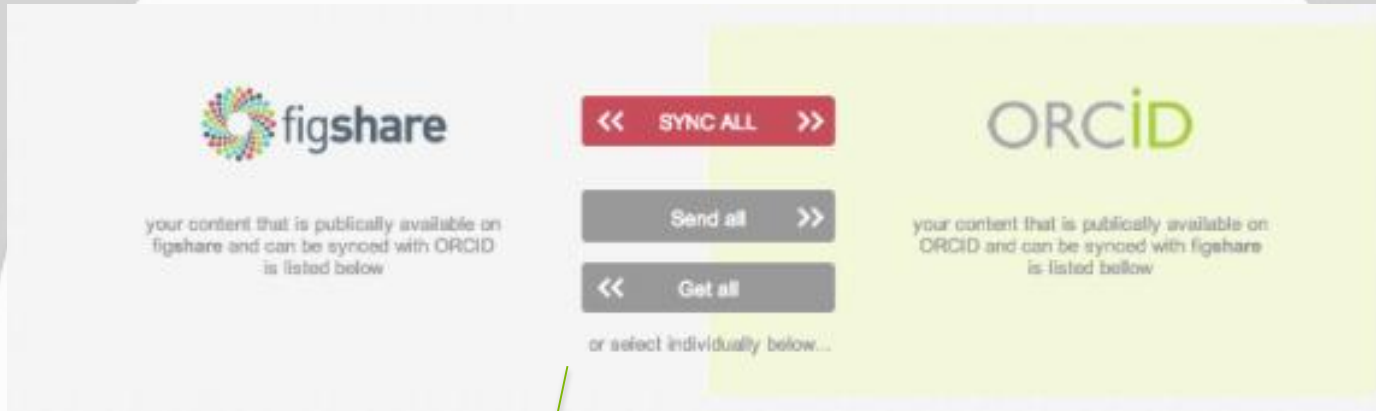 figshare
<< SYNC ALL >>
ORCiD
Send all >>
your content that is publically available on
figshare and can be synced with ORCID
is listed below
your content that is publically available on
ORCID and can be synced with figshare
is listed bellow
<< Get all
or select individually below...